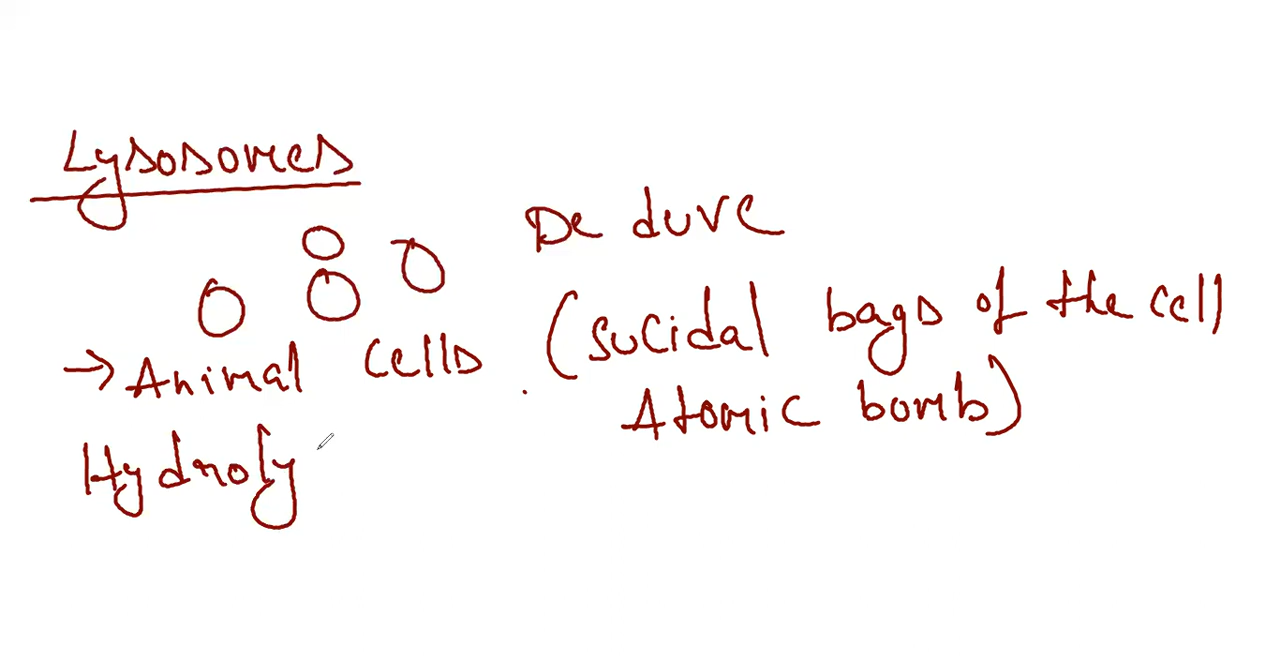 Lysosomes
De duve
(sucidal bags of the cell
→ Animal cells.
Atomic bomb)
Hydroly